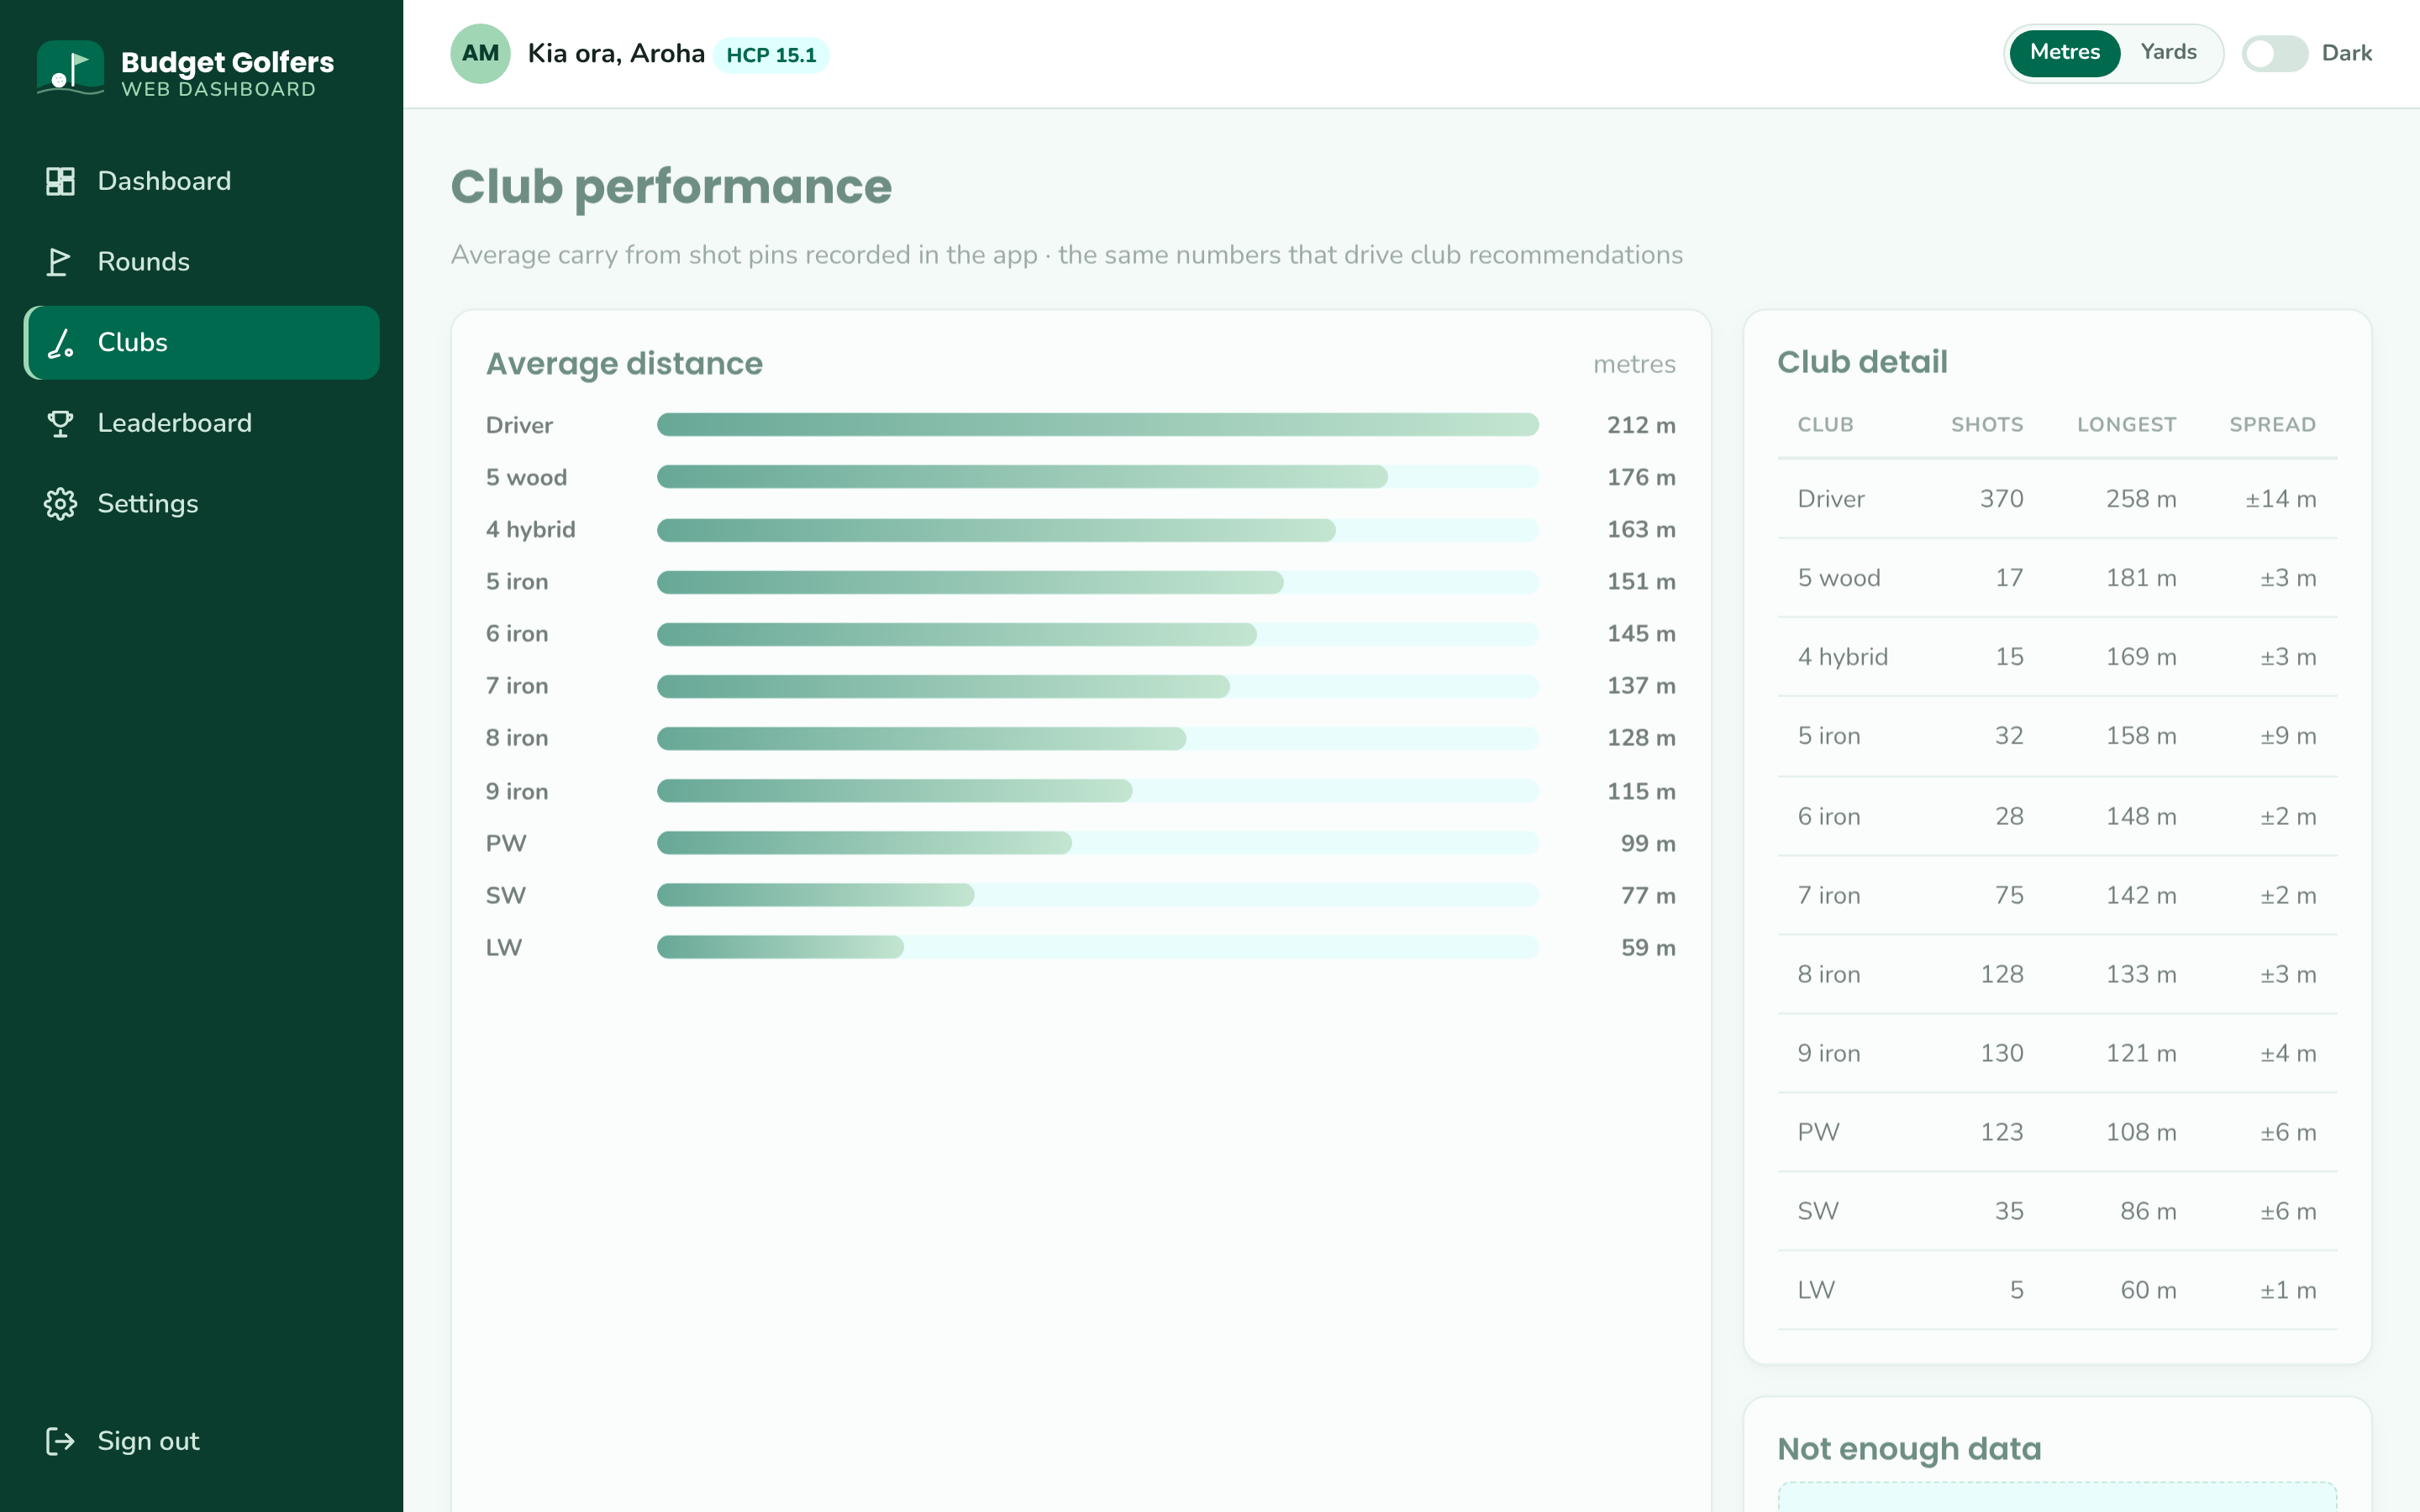 Budget Golfers
WEB DASHBOARD
Dashboard
Rounds
Clubs
Leaderboard
Settings
Sign out
AM Kia ora, Aroha HCP 15.1
Metres Yards Dark
Club performance
Average carry from shot pins recorded in the app · the same numbers that drive club recommendations
Average distance metres
Driver 212 m
5 wood 176 m
4 hybrid 163 m
5 iron 151 m
6 iron 145 m
7 iron 137 m
8 iron 128 m
9 iron 115 m
PW 99 m
SW 77 m
LW 59 m
Club detail
CLUB SHOTS LONGEST SPREAD
Driver 370 258 m ±14 m
5 wood 17 181 m ±3 m
4 hybrid 15 169 m ±3 m
5 iron 32 158 m ±9 m
6 iron 28 148 m ±2 m
7 iron 75 142 m ±2 m
8 iron 128 133 m ±3 m
9 iron 130 121 m ±4 m
PW 123 108 m ±6 m
SW 35 86 m ±6 m
LW 5 60 m ±1 m
Not enough data